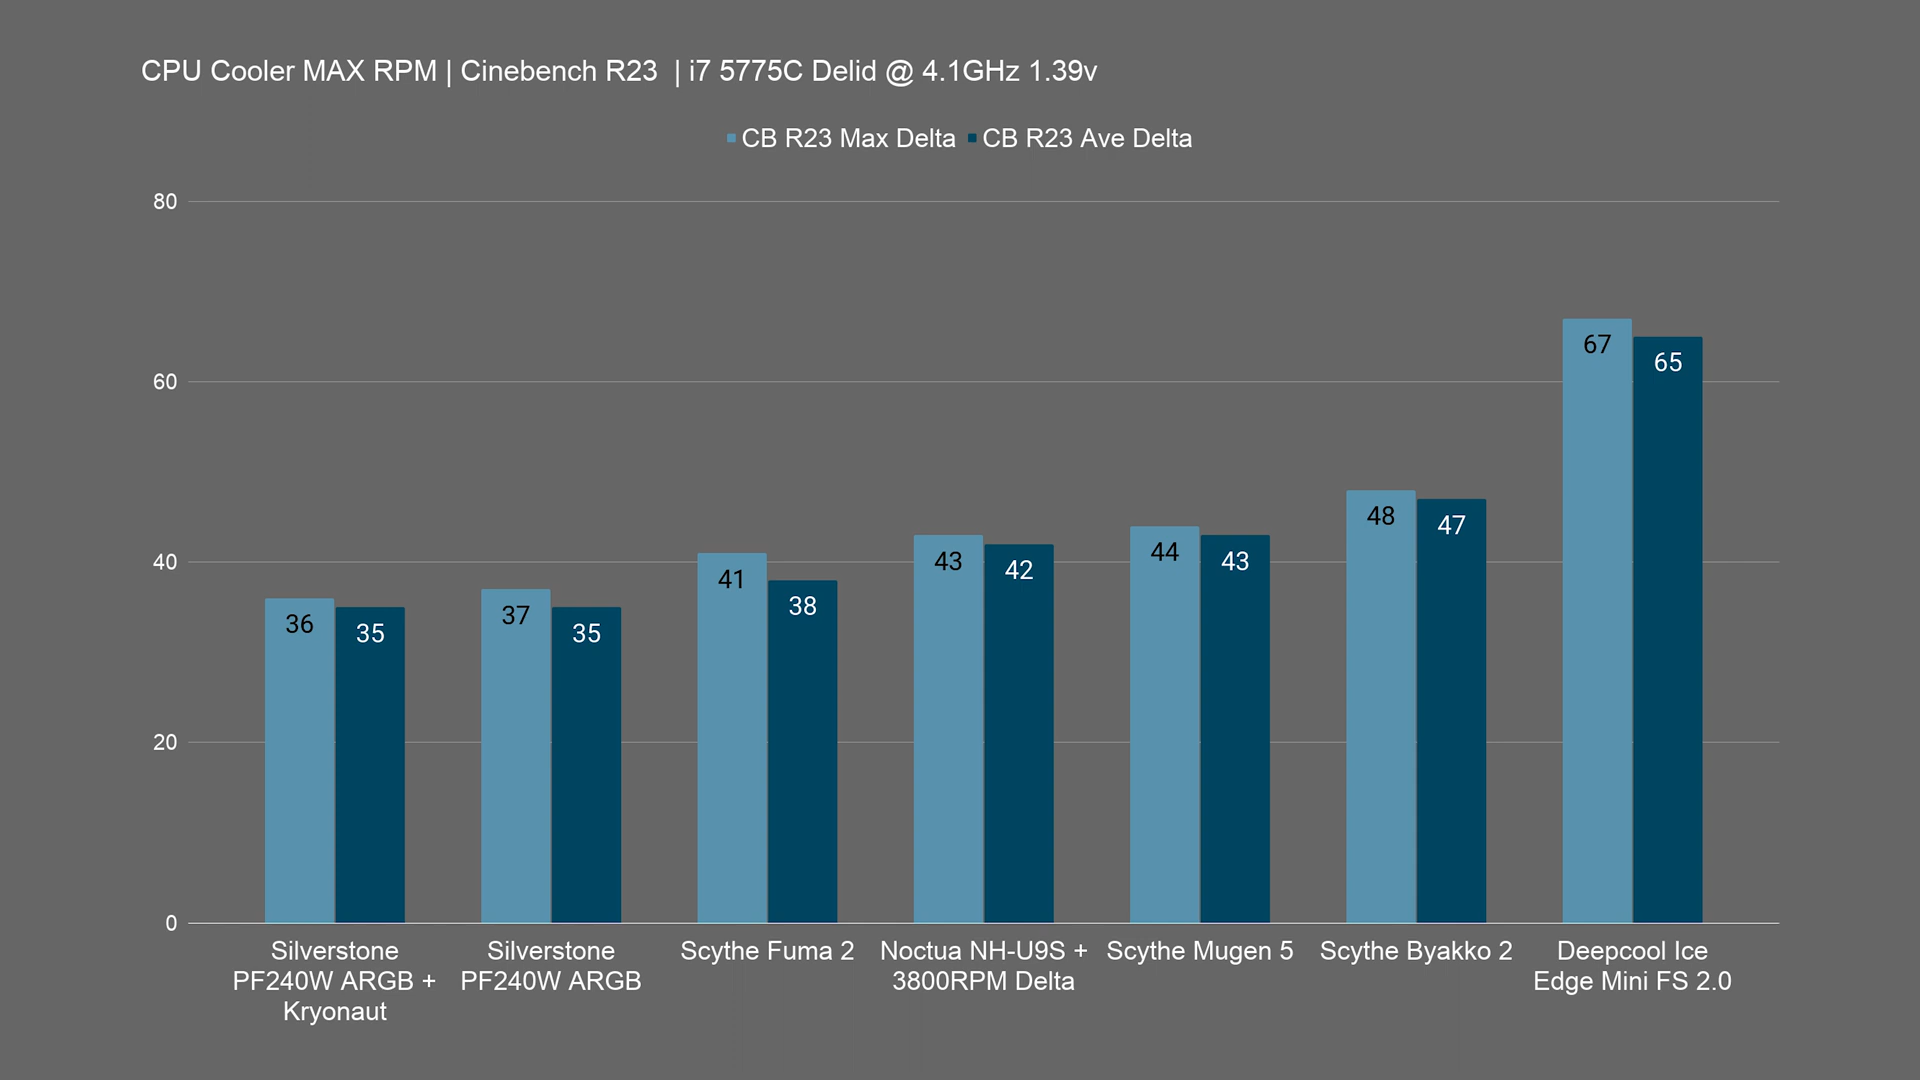 CPU Cooler MAX RPM | Cinebench R23  | i7 5775C Delid @ 4.1GHz 1.39v
CB R23 Max Delta CB R23 Ave Delta
80
60
40
20
0
36 35 37 35 41 38 43 42 44 43 48 47 67 65
Silverstone
PF240W ARGB +
Kryonaut
Silverstone
PF240W ARGB
Scythe Fuma 2
Noctua NH-U9S +
3800RPM Delta
Scythe Mugen 5
Scythe Byakko 2
Deepcool Ice
Edge Mini FS 2.0